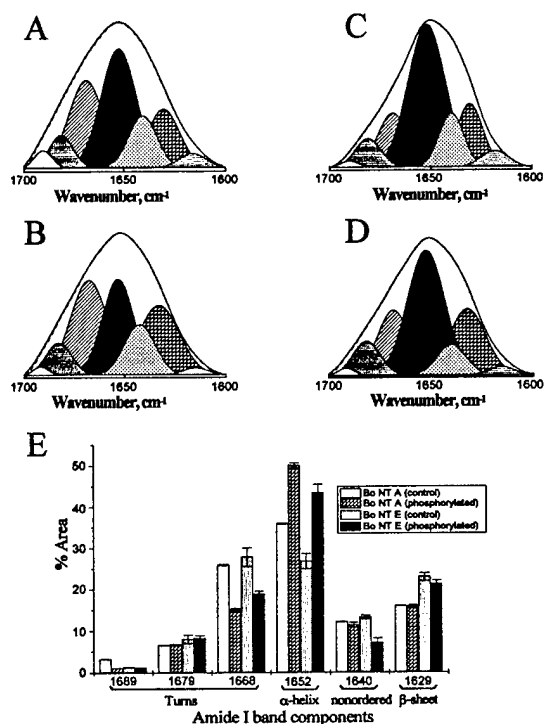 A
C
1700 1650 1600
Wavenumber, cm-1
1700 1650 1600
Wavenumber, cm-1
B
D
1700 1650 1600
Wavenumber, cm-1
1700 1650 1600
Wavenumber, cm-1
E
% Area
50
40
30
20
10
0
Bo NT A (control)
Bo NT A (phosphorylated)
Bo NT E (control)
Bo NT E (phosphorylated)
1689 1679 1668 1652 1640 1629
Turns α-helix nonordered β-sheet
Amide I band components